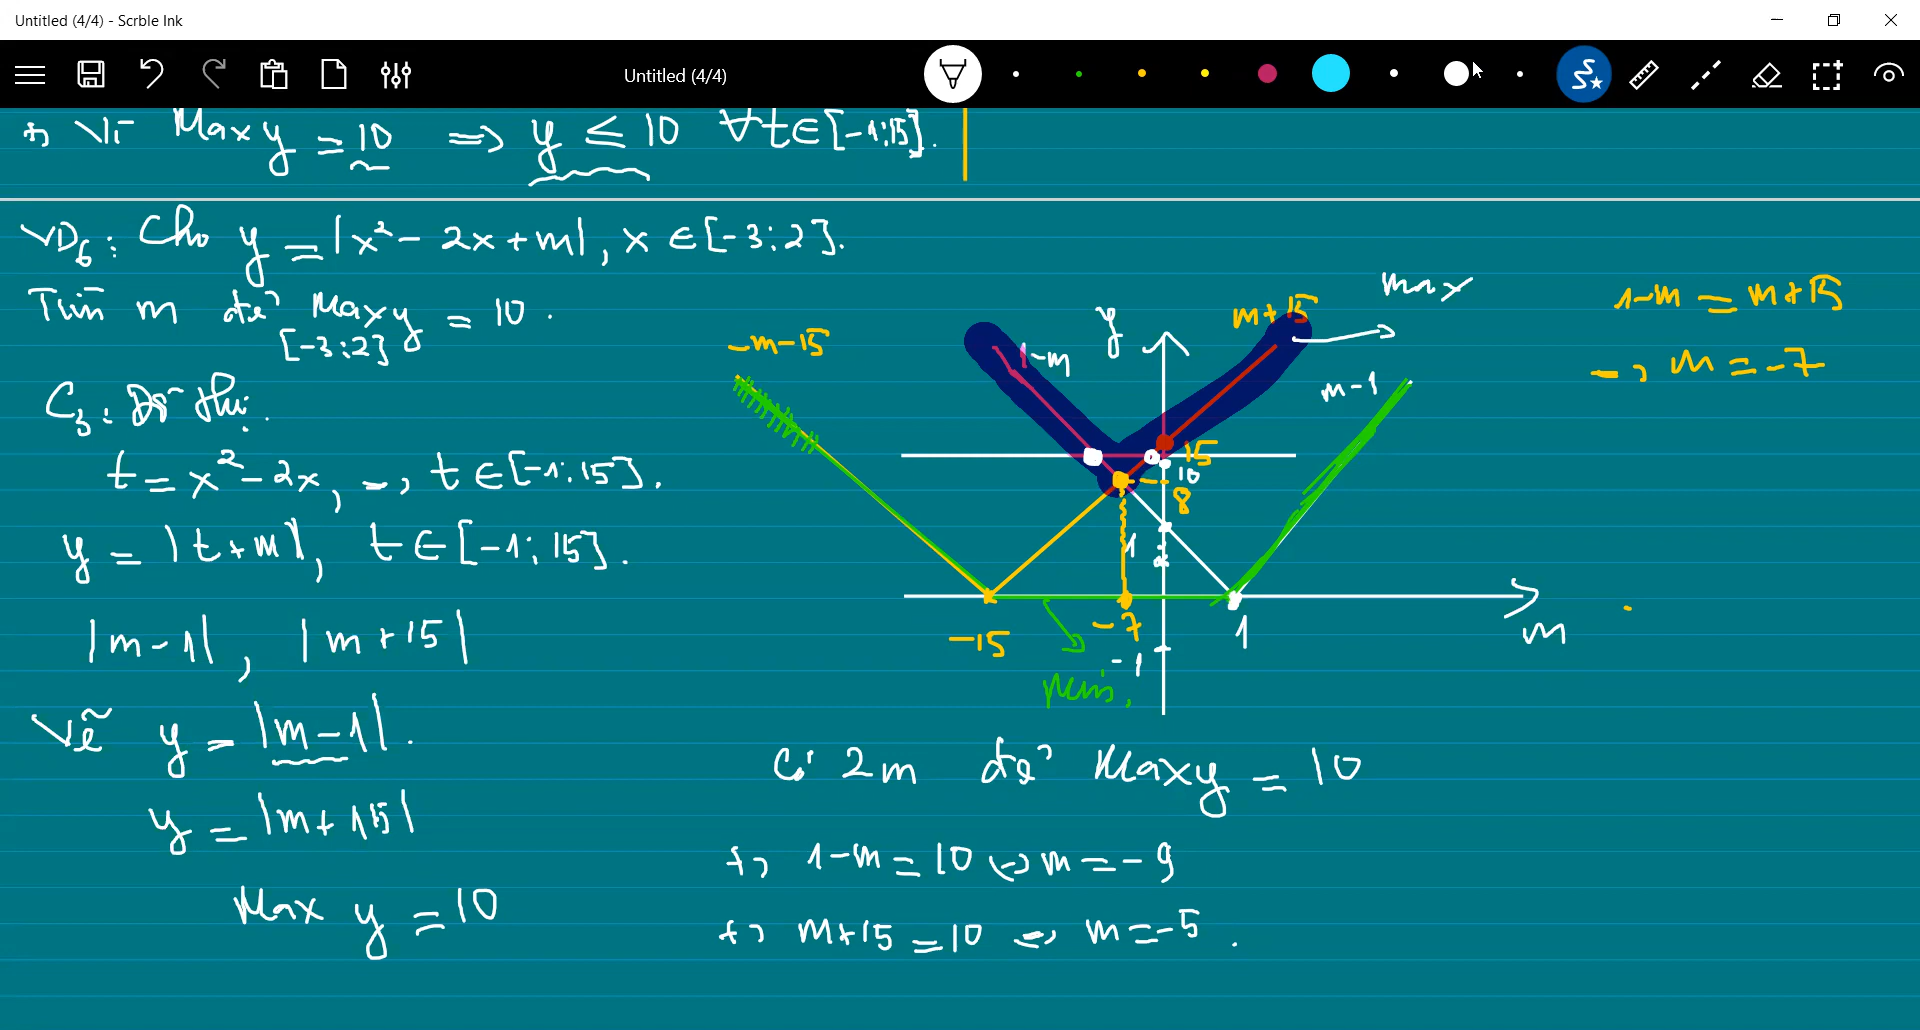 Untitled (4/4) - Scrble Ink
Untitled (4/4)
+) Vì Max y = 10 => y ≤ 10 ∀t∈[-1;15].
VD6: Cho y = |x² - 2x + m|, x ∈ [-3;2].
Tìm m để Max y = 10.
[-3;2]
C3: Đồ thị.
t = x² - 2x, -, t ∈ [-1;15].
y = |t+m|, t ∈ [-1;15].
|m-1|, |m+15|
Vẽ y = |m-1|.
y = |m+15|
Max y = 10
-m-15
1-m
y
m+15
max
m-1
15
10
8
1
-15
-7
-1
1
m
min.
1-m = m+15
-> m = -7
Có 2m để Max y = 10
+) 1-m = 10 <=> m = -9
+) m+15 = 10 <=> m = -5.